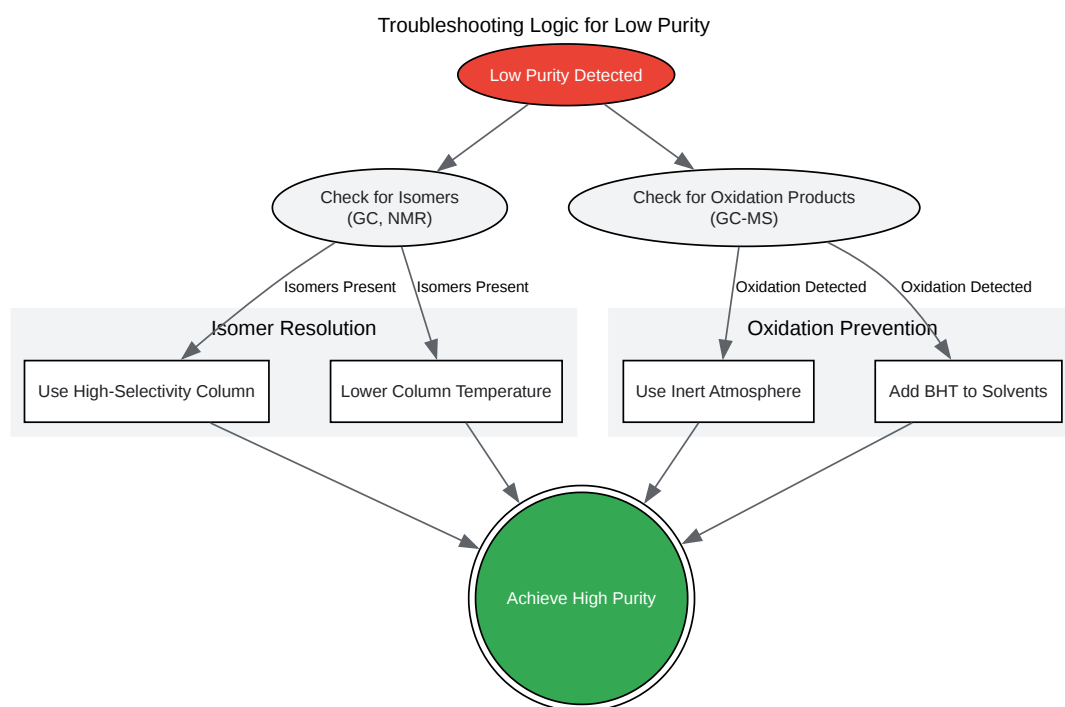 Troubleshooting Logic for Low Purity
Low Purity Detected
Check for Isomers
(GC, NMR)
Check for Oxidation Products
(GC-MS)
Isomers Present
Isomers Present
Oxidation Detected
Oxidation Detected
Isomer Resolution
Oxidation Prevention
Use High-Selectivity Column
Lower Column Temperature
Use Inert Atmosphere
Add BHT to Solvents
Achieve High Purity